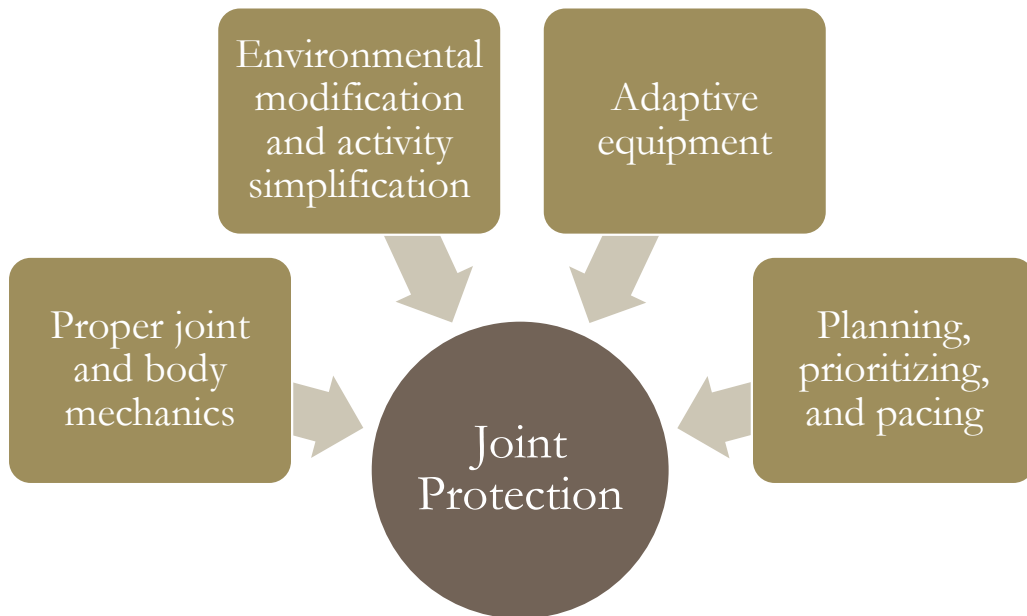 Environmental
modification
and activity
simplification
Adaptive
equipment
Proper joint
and body
mechanics
Planning,
prioritizing,
and pacing
Joint
Protection